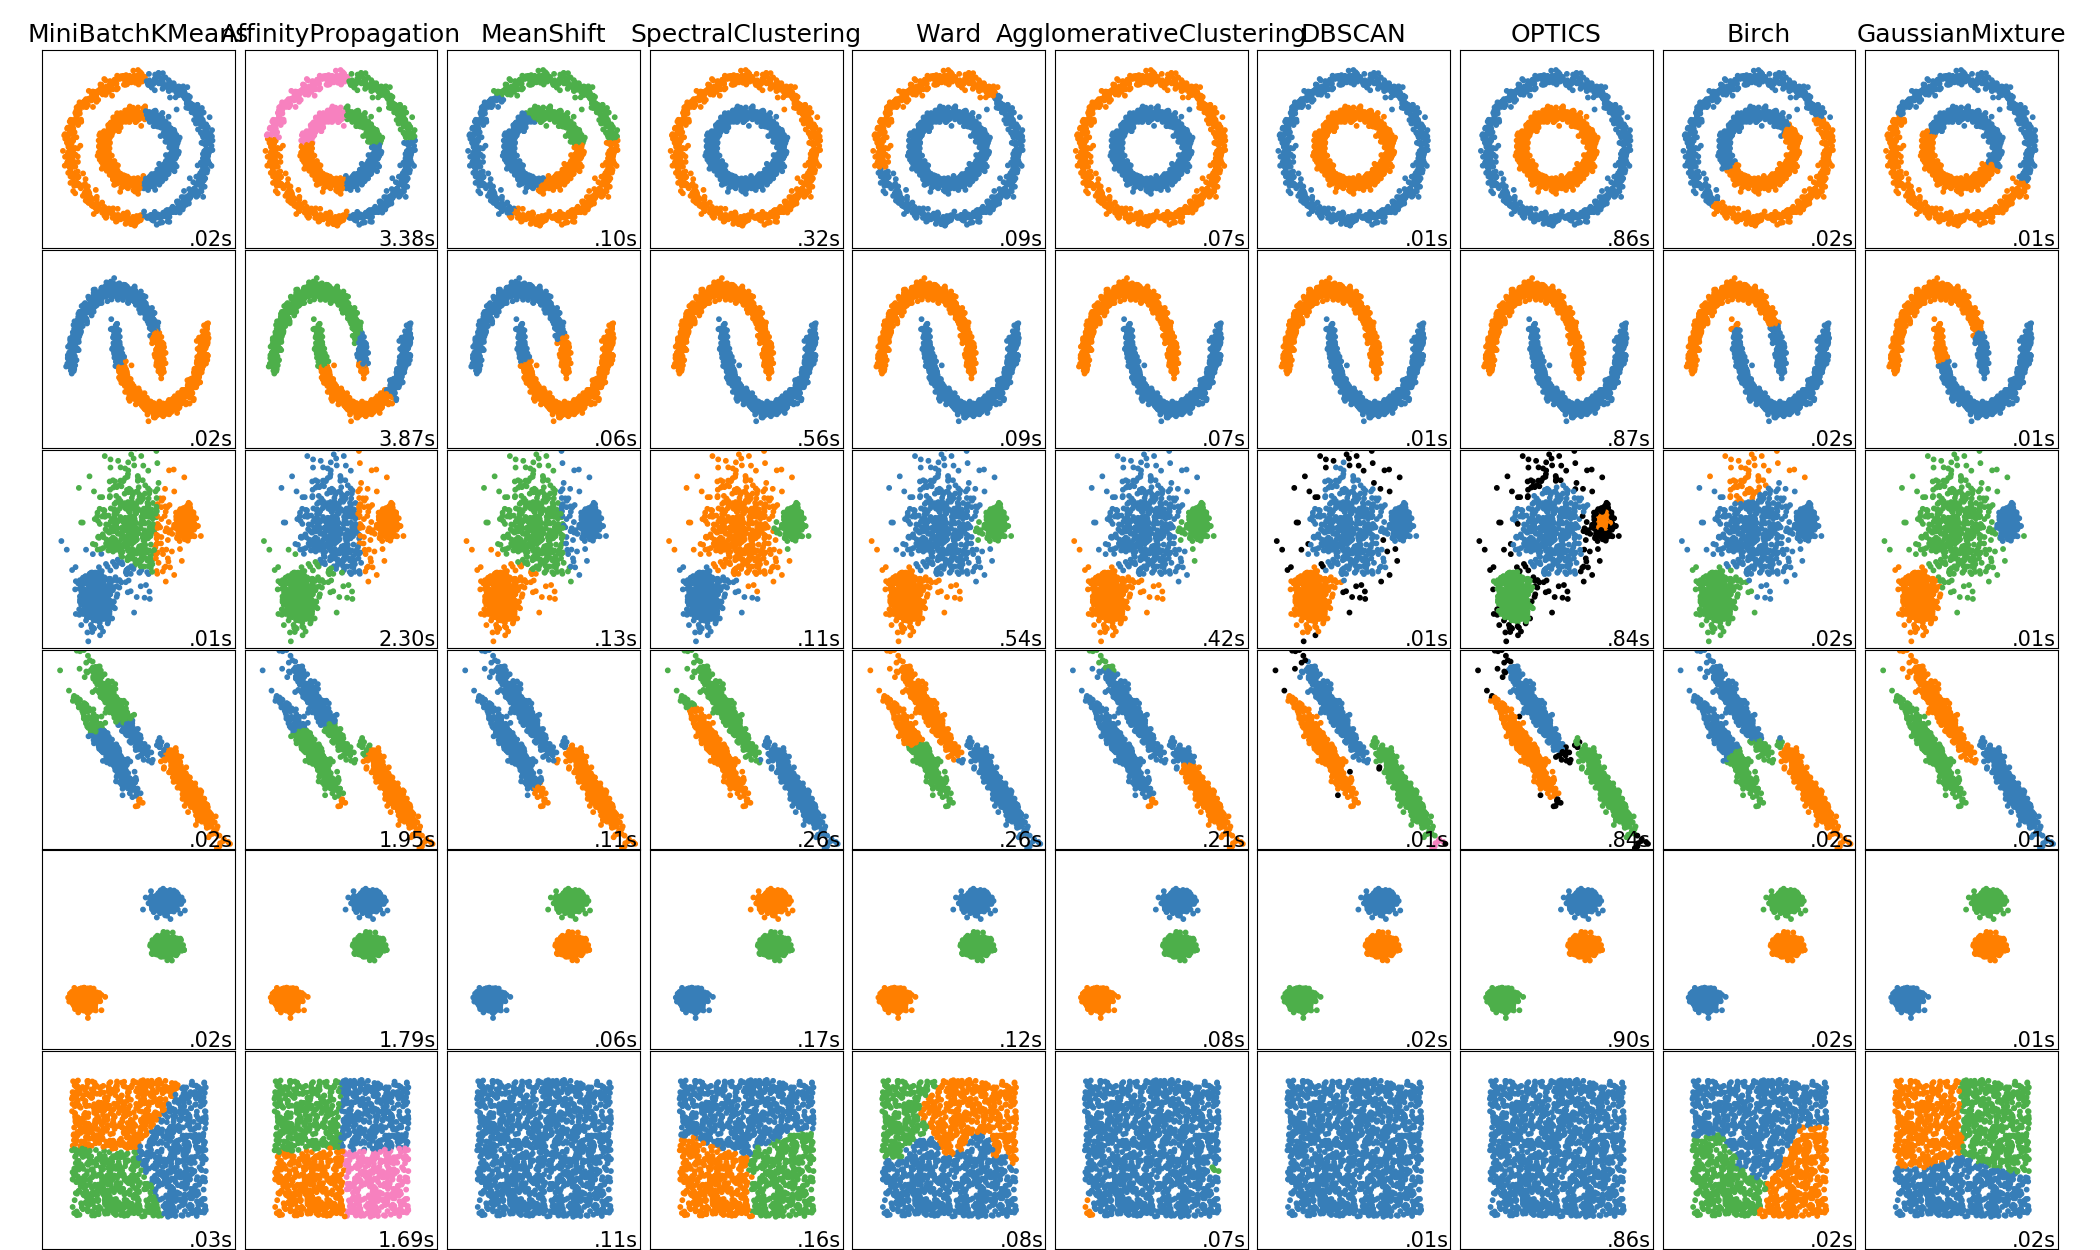 MiniBatchKMeans AffinityPropagation MeanShift SpectralClustering Ward AgglomerativeClustering DBSCAN OPTICS Birch GaussianMixture
.02s 3.38s .10s .32s .09s .07s .01s .86s .02s .01s
.02s 3.87s .06s .56s .09s .07s .01s .87s .02s .01s
.01s 2.30s .13s .11s .54s .42s .01s .84s .02s .01s
.02s 1.95s .11s .26s .26s .21s .01s .84s .02s .01s
.02s 1.79s .06s .17s .12s .08s .02s .90s .02s .01s
.03s 1.69s .11s .16s .08s .07s .01s .86s .02s .02s